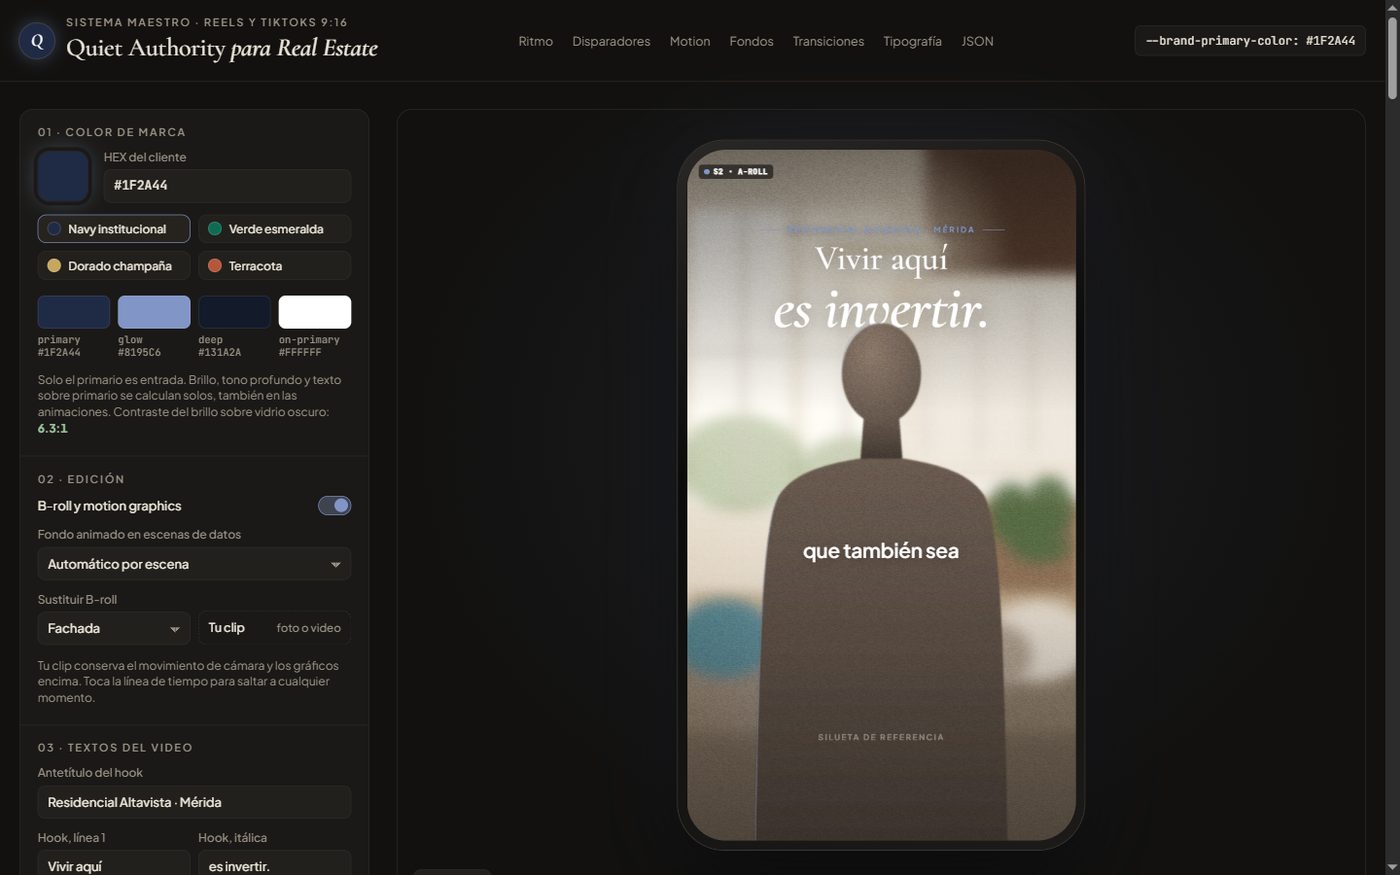 Q
SISTEMA MAESTRO · REELS Y TIKTOKS 9:16
Quiet Authority para Real Estate
Ritmo
Disparadores
Motion
Fondos
Transiciones
Tipografía
JSON
--brand-primary-color: #1F2A44
01 · COLOR DE MARCA
HEX del cliente
#1F2A44
Navy institucional
Verde esmeralda
Dorado champaña
Terracota
primary
#1F2A44
glow
#8195C6
deep
#131A2A
on-primary
#FFFFFF
Solo el primario es entrada. Brillo, tono profundo y texto
sobre primario se calculan solos, también en las
animaciones. Contraste del brillo sobre vidrio oscuro:
6.3:1
02 · EDICIÓN
B-roll y motion graphics
Fondo animado en escenas de datos
Automático por escena
Sustituir B-roll
Fachada
Tu clip
foto o video
Tu clip conserva el movimiento de cámara y los gráficos
encima. Toca la línea de tiempo para saltar a cualquier
momento.
03 · TEXTOS DEL VIDEO
Antetítulo del hook
Residencial Altavista · Mérida
Hook, línea 1
Vivir aquí
Hook, itálica
es invertir.
S2 · A-ROLL
MÉRIDA
Vivir aquí
es invertir.
que también sea
SILUETA DE REFERENCIA